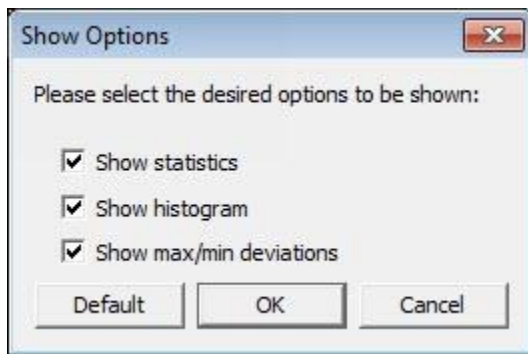 Show Options
Please select the desired options to be shown:
Show statistics
Show histogram
Show max/min deviations
Default OK Cancel